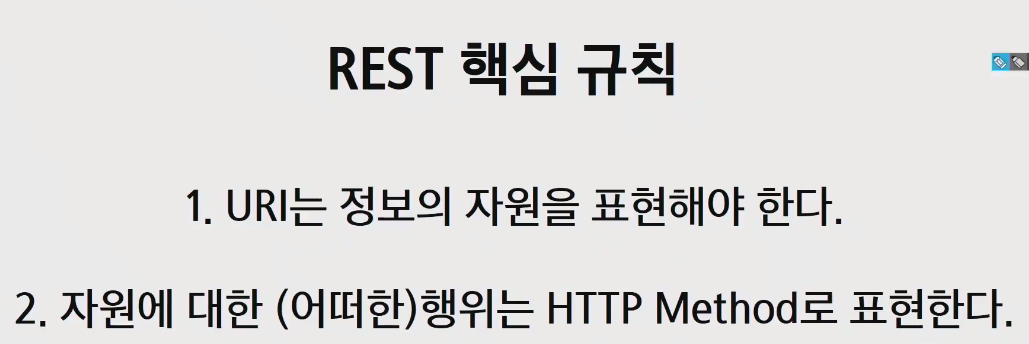 REST 핵심 규칙
1. URI는 정보의 자원을 표현해야 한다.
2. 자원에 대한 (어떠한)행위는 HTTP Method로 표현한다.